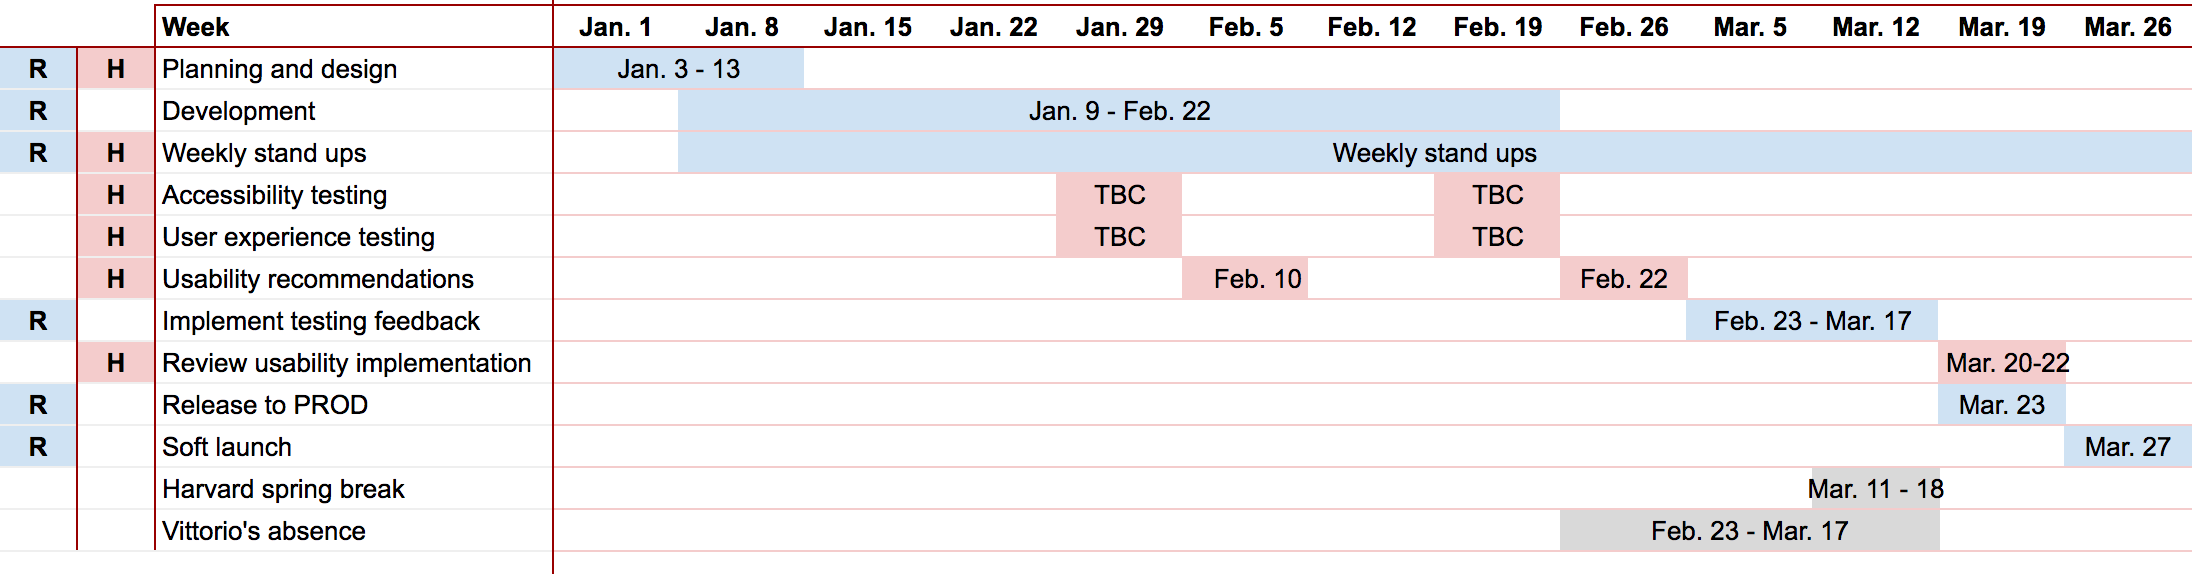 Week Jan. 1 Jan. 8 Jan. 15 Jan. 22 Jan. 29 Feb. 5 Feb. 12 Feb. 19 Feb. 26 Mar. 5 Mar. 12 Mar. 19 Mar. 26
R H Planning and design Jan. 3 - 13
R Development Jan. 9 - Feb. 22
R H Weekly stand ups Weekly stand ups
H Accessibility testing TBC TBC
H User experience testing TBC TBC
H Usability recommendations Feb. 10 Feb. 22
R Implement testing feedback Feb. 23 - Mar. 17
H Review usability implementation Mar. 20-22
R Release to PROD Mar. 23
R Soft launch Mar. 27
Harvard spring break Mar. 11 - 18
Vittorio's absence Feb. 23 - Mar. 17